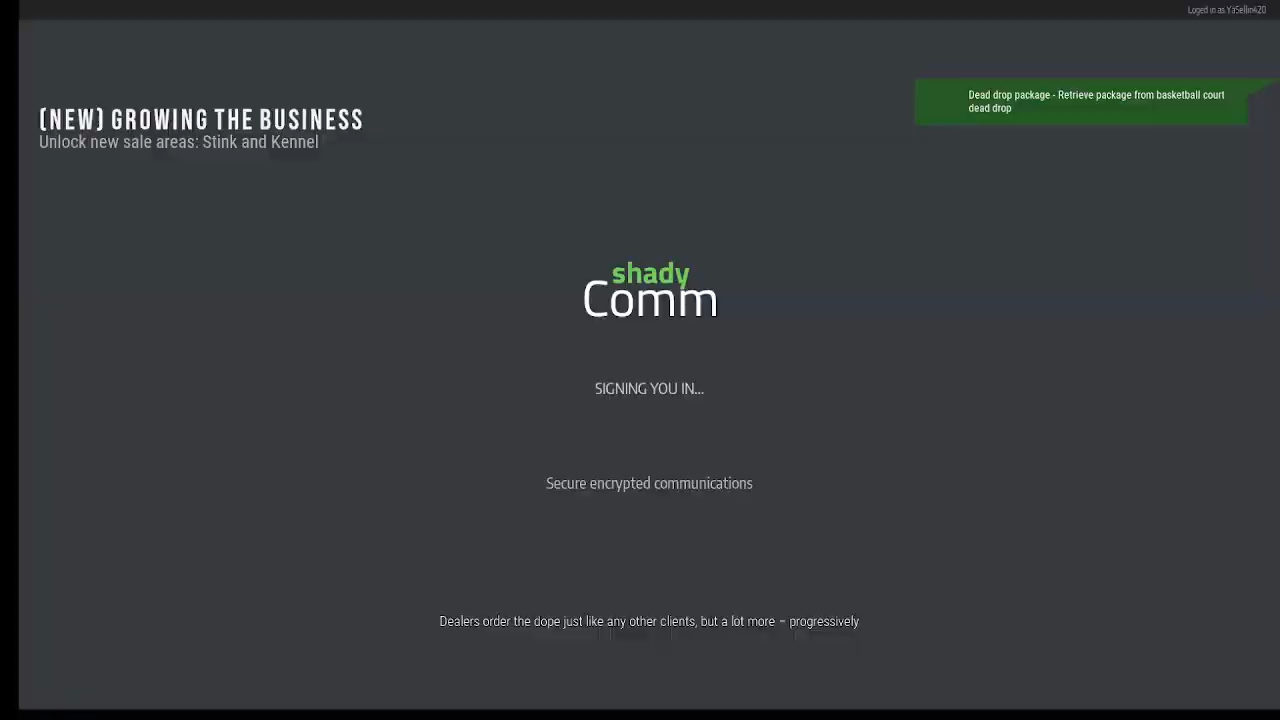 Loged in as YaSellin420
Dead drop package - Retrieve package from basketball court
dead drop
(NEW) GROWING THE BUSINESS
Unlock new sale areas: Stink and Kennel
shady
Comm
SIGNING YOU IN...
Secure encrypted communications
Dealers order the dope just like any other clients, but a lot more - progressively